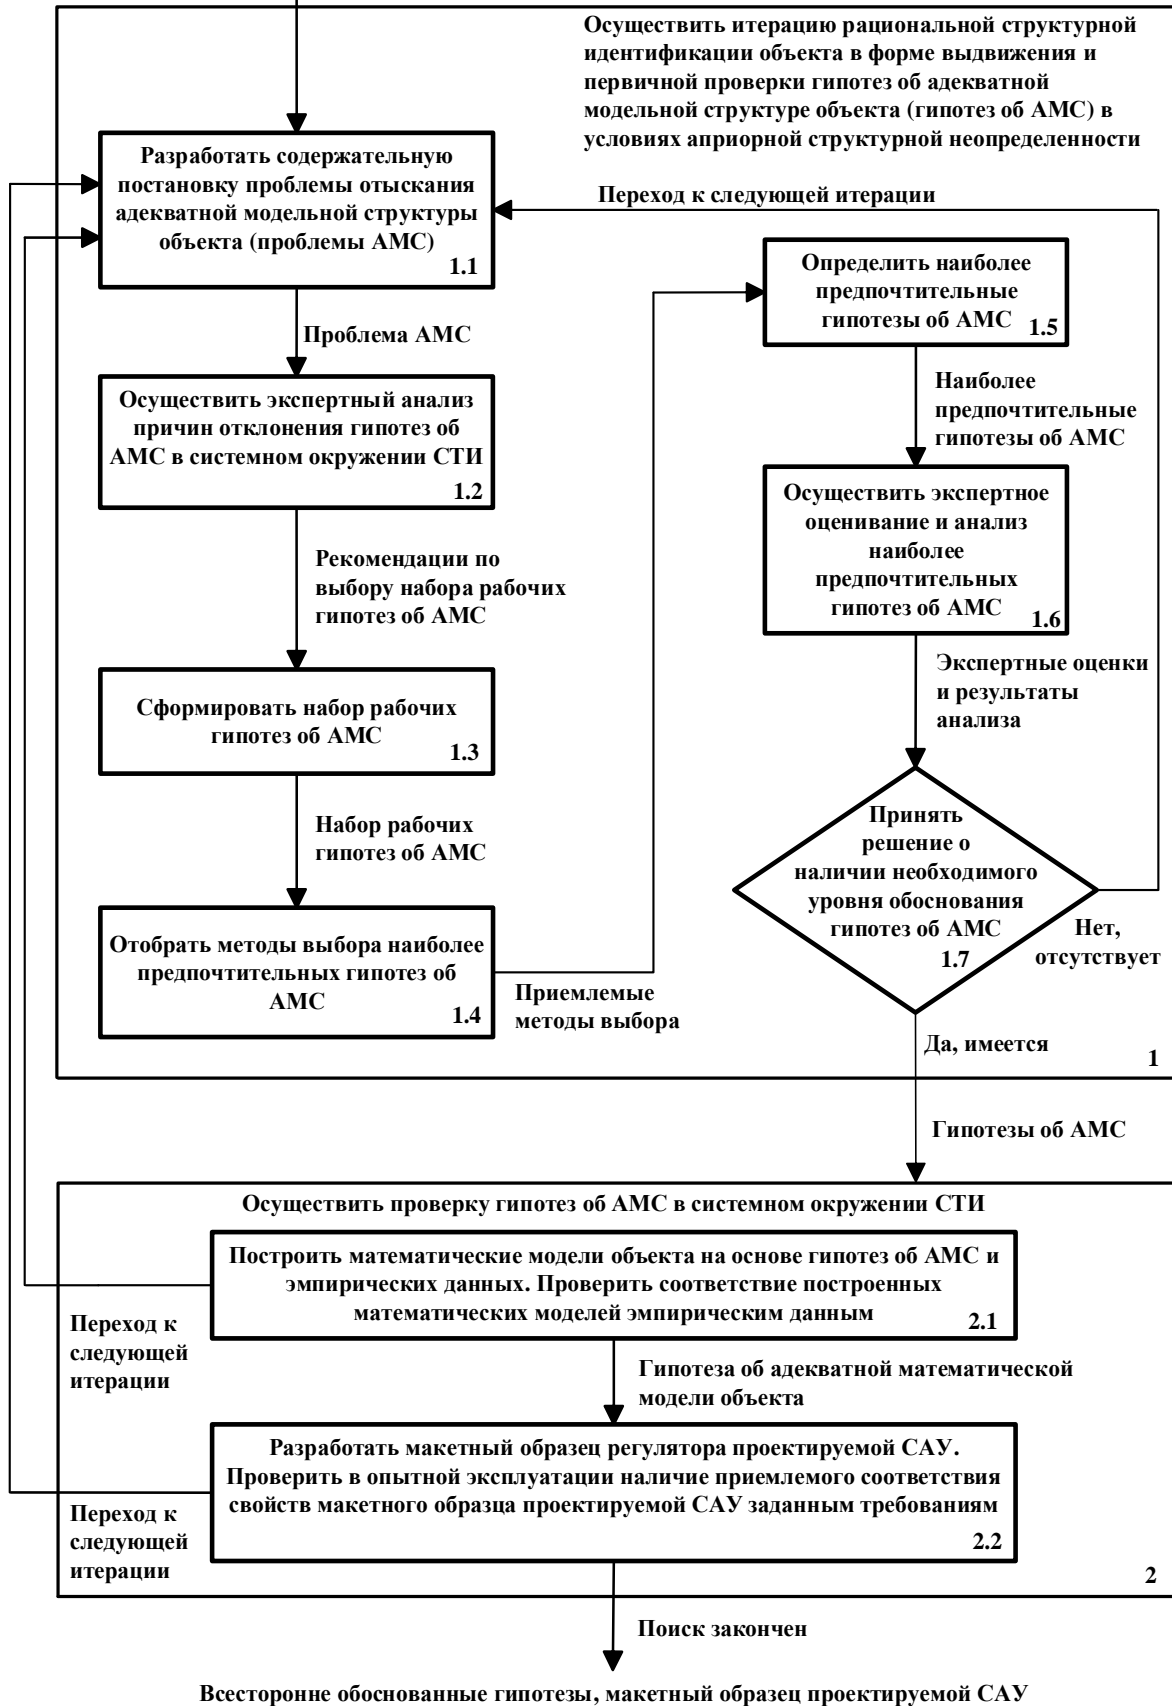 Осуществить итерацию рациональной структурной
идентификации объекта в форме выдвижения и
первичной проверки гипотез об адекватной
модельной структуре объекта (гипотез об АМС) в
условиях априорной структурной неопределенности
Разработать содержательную
постановку проблемы отыскания
адекватной модельной структуры
объекта (проблемы АМС)
1.1
Переход к следующей итерации
Проблема АМС
Осуществить экспертный анализ
причин отклонения гипотез об
АМС в системном окружении СТИ
1.2
Рекомендации по
выбору набора рабочих
гипотез об АМС
Сформировать набор рабочих
гипотез об АМС
1.3
Набор рабочих
гипотез об АМС
Отобрать методы выбора наиболее
предпочтительных гипотез об
АМС
1.4
Приемлемые
методы выбора
Определить наиболее
предпочтительные
гипотезы об АМС
1.5
Наиболее
предпочтительные
гипотезы об АМС
Осуществить экспертное
оценивание и анализ
наиболее
предпочтительных
гипотез об АМС
1.6
Экспертные оценки
и результаты
анализа
Принять
решение о
наличии необходимого
уровня обоснования
гипотез об АМС
1.7
Нет,
отсутствует
Да, имеется
1
Гипотезы об АМС
Осуществить проверку гипотез об АМС в системном окружении СТИ
Построить математические модели объекта на основе гипотез об АМС и
эмпирических данных. Проверить соответствие построенных
математических моделей эмпирическим данным
2.1
Переход к
следующей
итерации
Гипотеза об адекватной математической
модели объекта
Разработать макетный образец регулятора проектируемой САУ.
Проверить в опытной эксплуатации наличие приемлемого соответствия
свойств макетного образца проектируемой САУ заданным требованиям
2.2
Переход к
следующей
итерации
2
Поиск закончен
Всесторонне обоснованные гипотезы, макетный образец проектируемой САУ